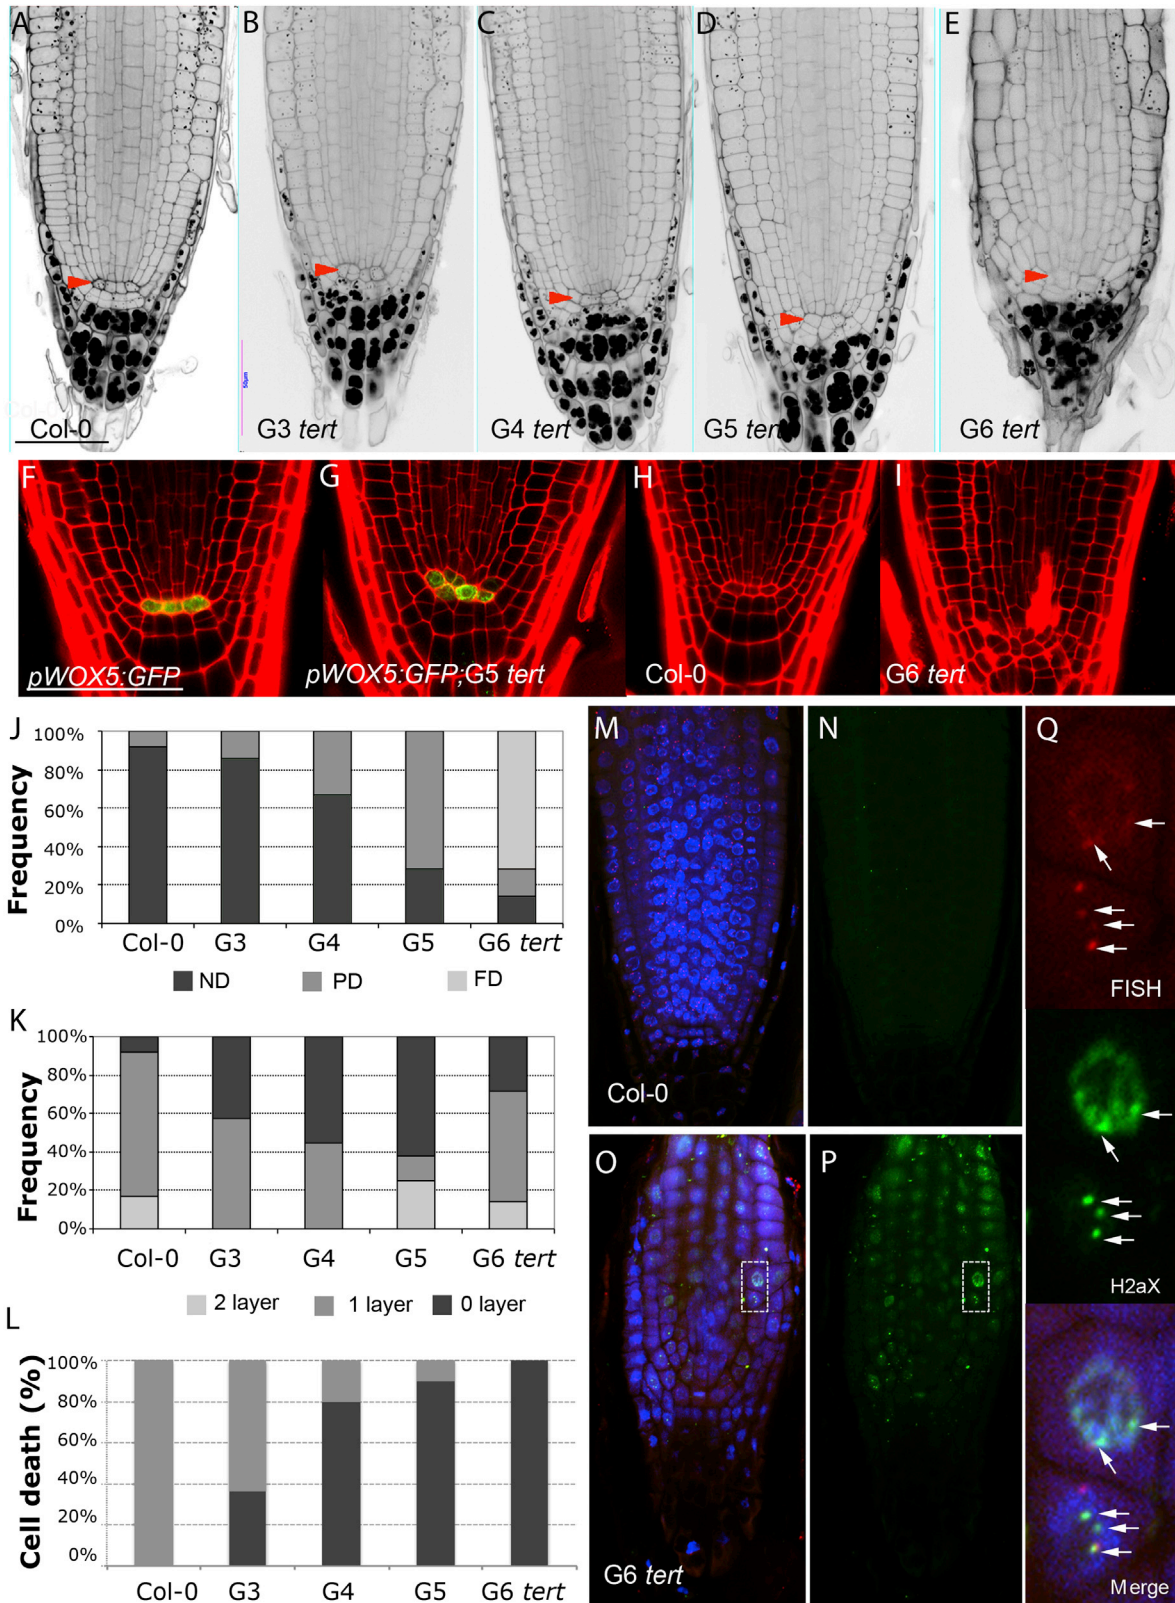 A
B
C
D
E
50µm
Col-0
G3 tert
G4 tert
G5 tert
G6 tert
F
G
H
I
pWOX5:GFP
pWOX5:GFP;G5 tert
Col-0
G6 tert
J
Frequency
100%
80%
60%
40%
20%
0%
Col-0 G3 G4 G5 G6 tert
ND PD FD
K
Frequency
100%
80%
60%
40%
20%
0%
Col-0 G3 G4 G5 G6 tert
2 layer 1 layer 0 layer
L
Cell death (%)
100%
80%
60%
40%
20%
0%
Col-0 G3 G4 G5 G6 tert
M
Col-0
N
O
G6 tert
P
Q
FISH
H2aX
Merge